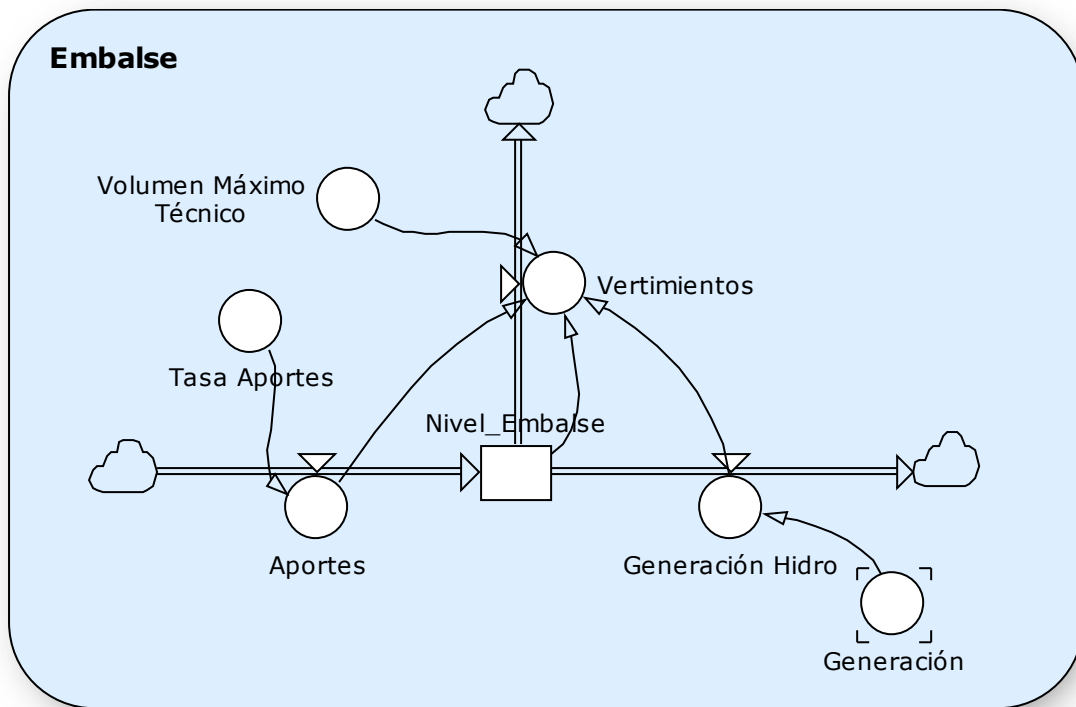 Embalse
Volumen Máximo
Técnico
Vertimientos
Tasa Aportes
Nivel_Embalse
Aportes
Generación Hidro
Generación